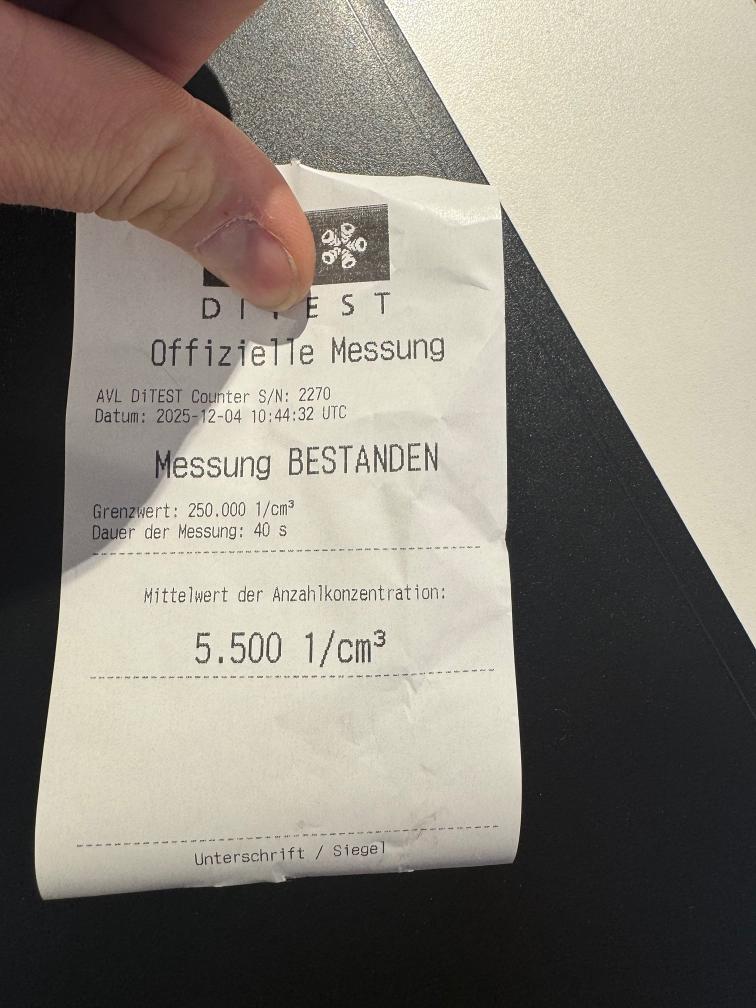 DiTEST
Offizielle Messung
AVL DiTEST Counter S/N: 2270
Datum: 2025-12-04 10:44:32 UTC
Messung BESTANDEN
Grenzwert: 250.000 1/cm³
Dauer der Messung: 40 s
Mittelwert der Anzahlkonzentration:
5.500 1/cm³
Unterschrift / Siegel